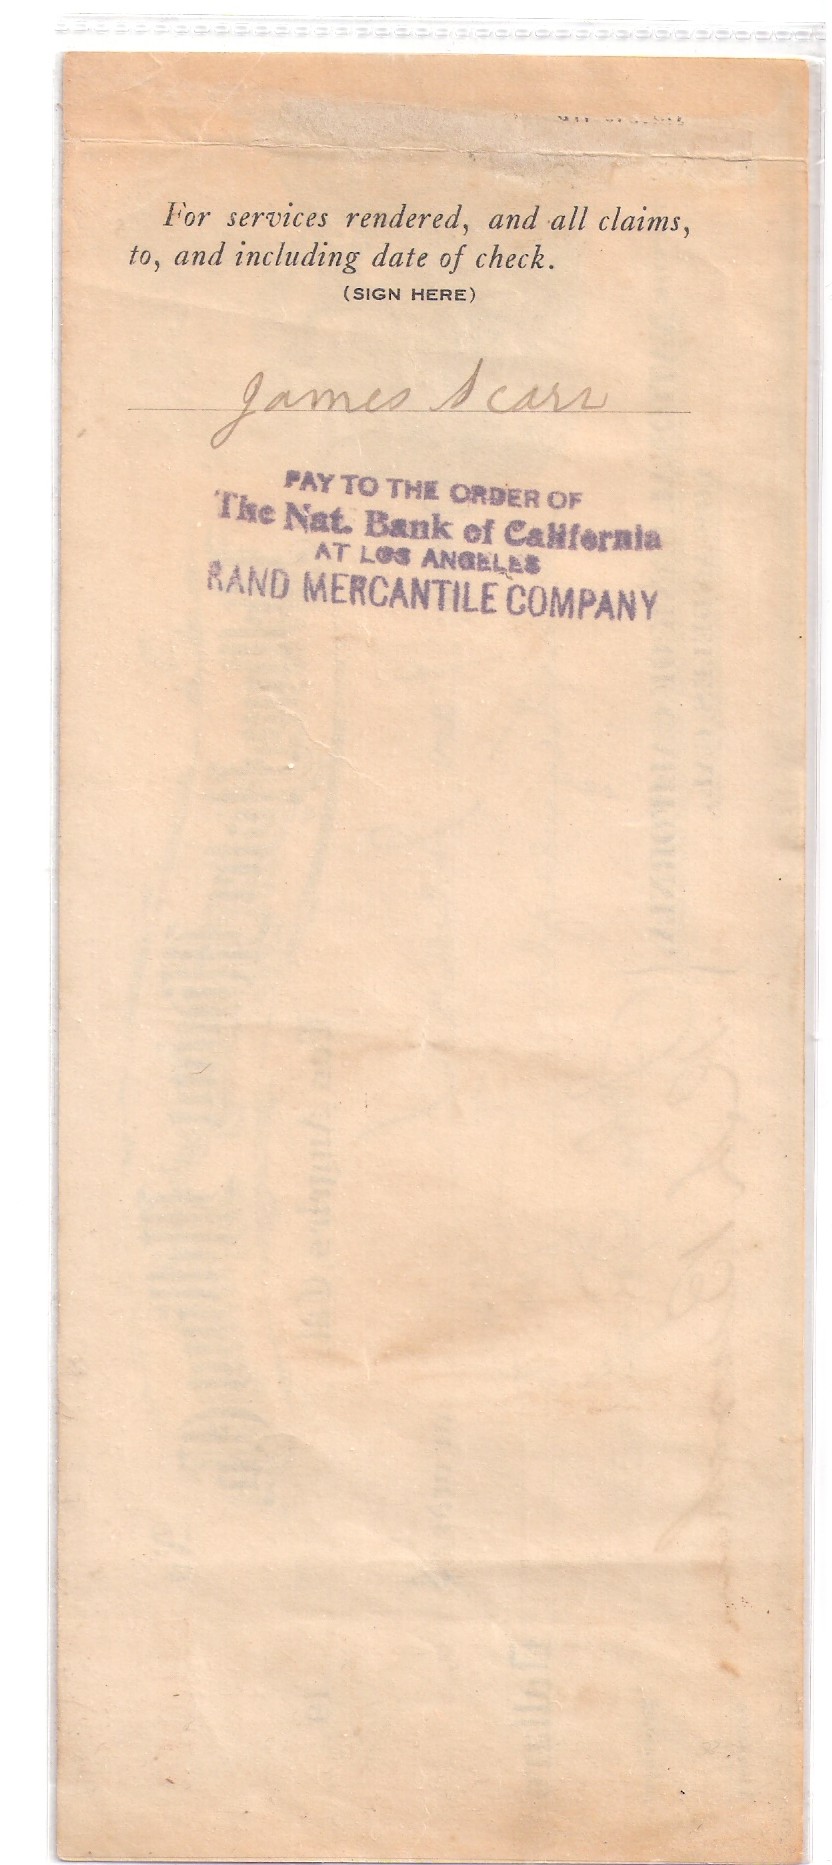 For services rendered, and all claims,
to, and including date of check.
(SIGN HERE)
James Scarr
PAY TO THE ORDER OF
The Nat. Bank of California
AT LOS ANGELES
RAND MERCANTILE COMPANY